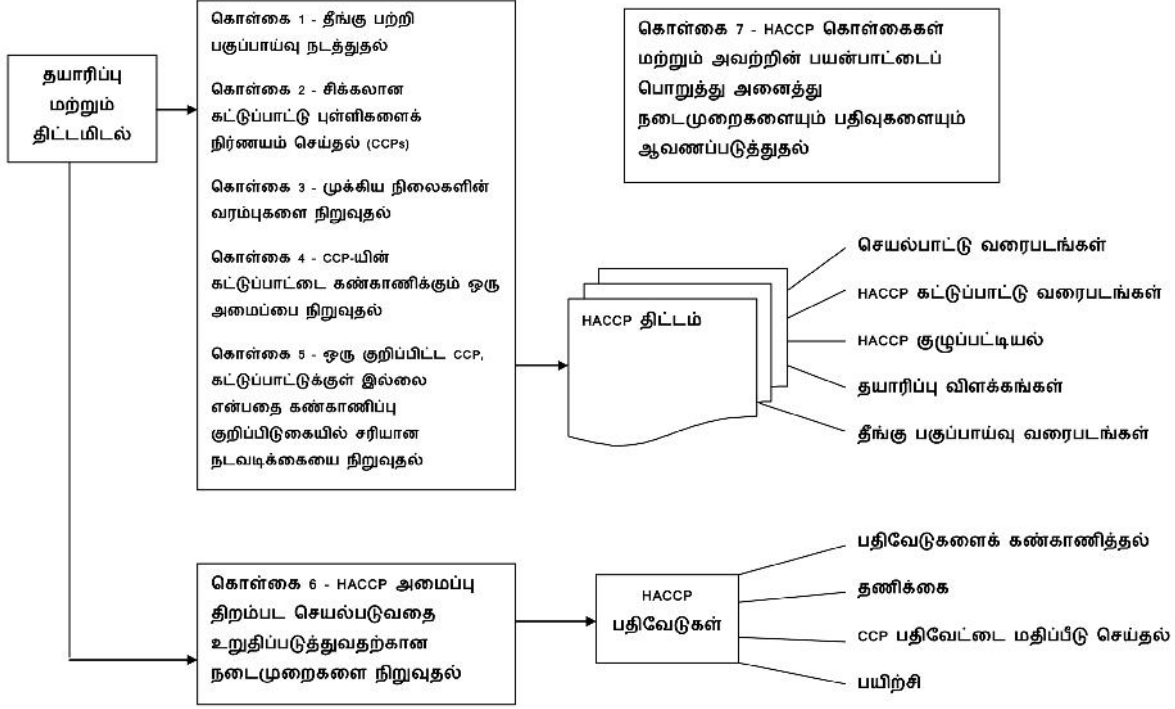 தயாரிப்பு
மற்றும்
திட்டமிடல்
கொள்கை 1 - தீங்கு பற்றி
பகுப்பாய்வு நடத்துதல்
கொள்கை 2 - சிக்கலான
கட்டுப்பாட்டு புள்ளிகளைக்
நிர்ணயம் செய்தல் (CCPs)
கொள்கை 3 - முக்கிய நிலைகளின்
வரம்புகளை நிறுவுதல்
கொள்கை 4 - CCP-யின்
கட்டுப்பாட்டை கண்காணிக்கும் ஒரு
அமைப்பை நிறுவுதல்
கொள்கை 5 - ஒரு குறிப்பிட்ட CCP,
கட்டுப்பாட்டுக்குள் இல்லை
என்பதை கண்காணிப்பு
குறிப்பிடுகையில் சரியான
நடவடிக்கையை நிறுவுதல்
கொள்கை 7 - HACCP கொள்கைகள்
மற்றும் அவற்றின் பயன்பாட்டைப்
பொறுத்து அனைத்து
நடைமுறைகளையும் பதிவுகளையும்
ஆவணப்படுத்துதல்
HACCP திட்டம்
செயல்பாட்டு வரைபடங்கள்
HACCP கட்டுப்பாட்டு வரைபடங்கள்
HACCP குழுப்பட்டியல்
தயாரிப்பு விளக்கங்கள்
தீங்கு பகுப்பாய்வு வரைபடங்கள்
கொள்கை 6 - HACCP அமைப்பு
திறம்பட செயல்படுவதை
உறுதிப்படுத்துவதற்கான
நடைமுறைகளை நிறுவுதல்
HACCP
பதிவேடுகள்
பதிவேடுகளைக் கண்காணித்தல்
தணிக்கை
CCP பதிவேட்டை மதிப்பீடு செய்தல்
பயிற்சி